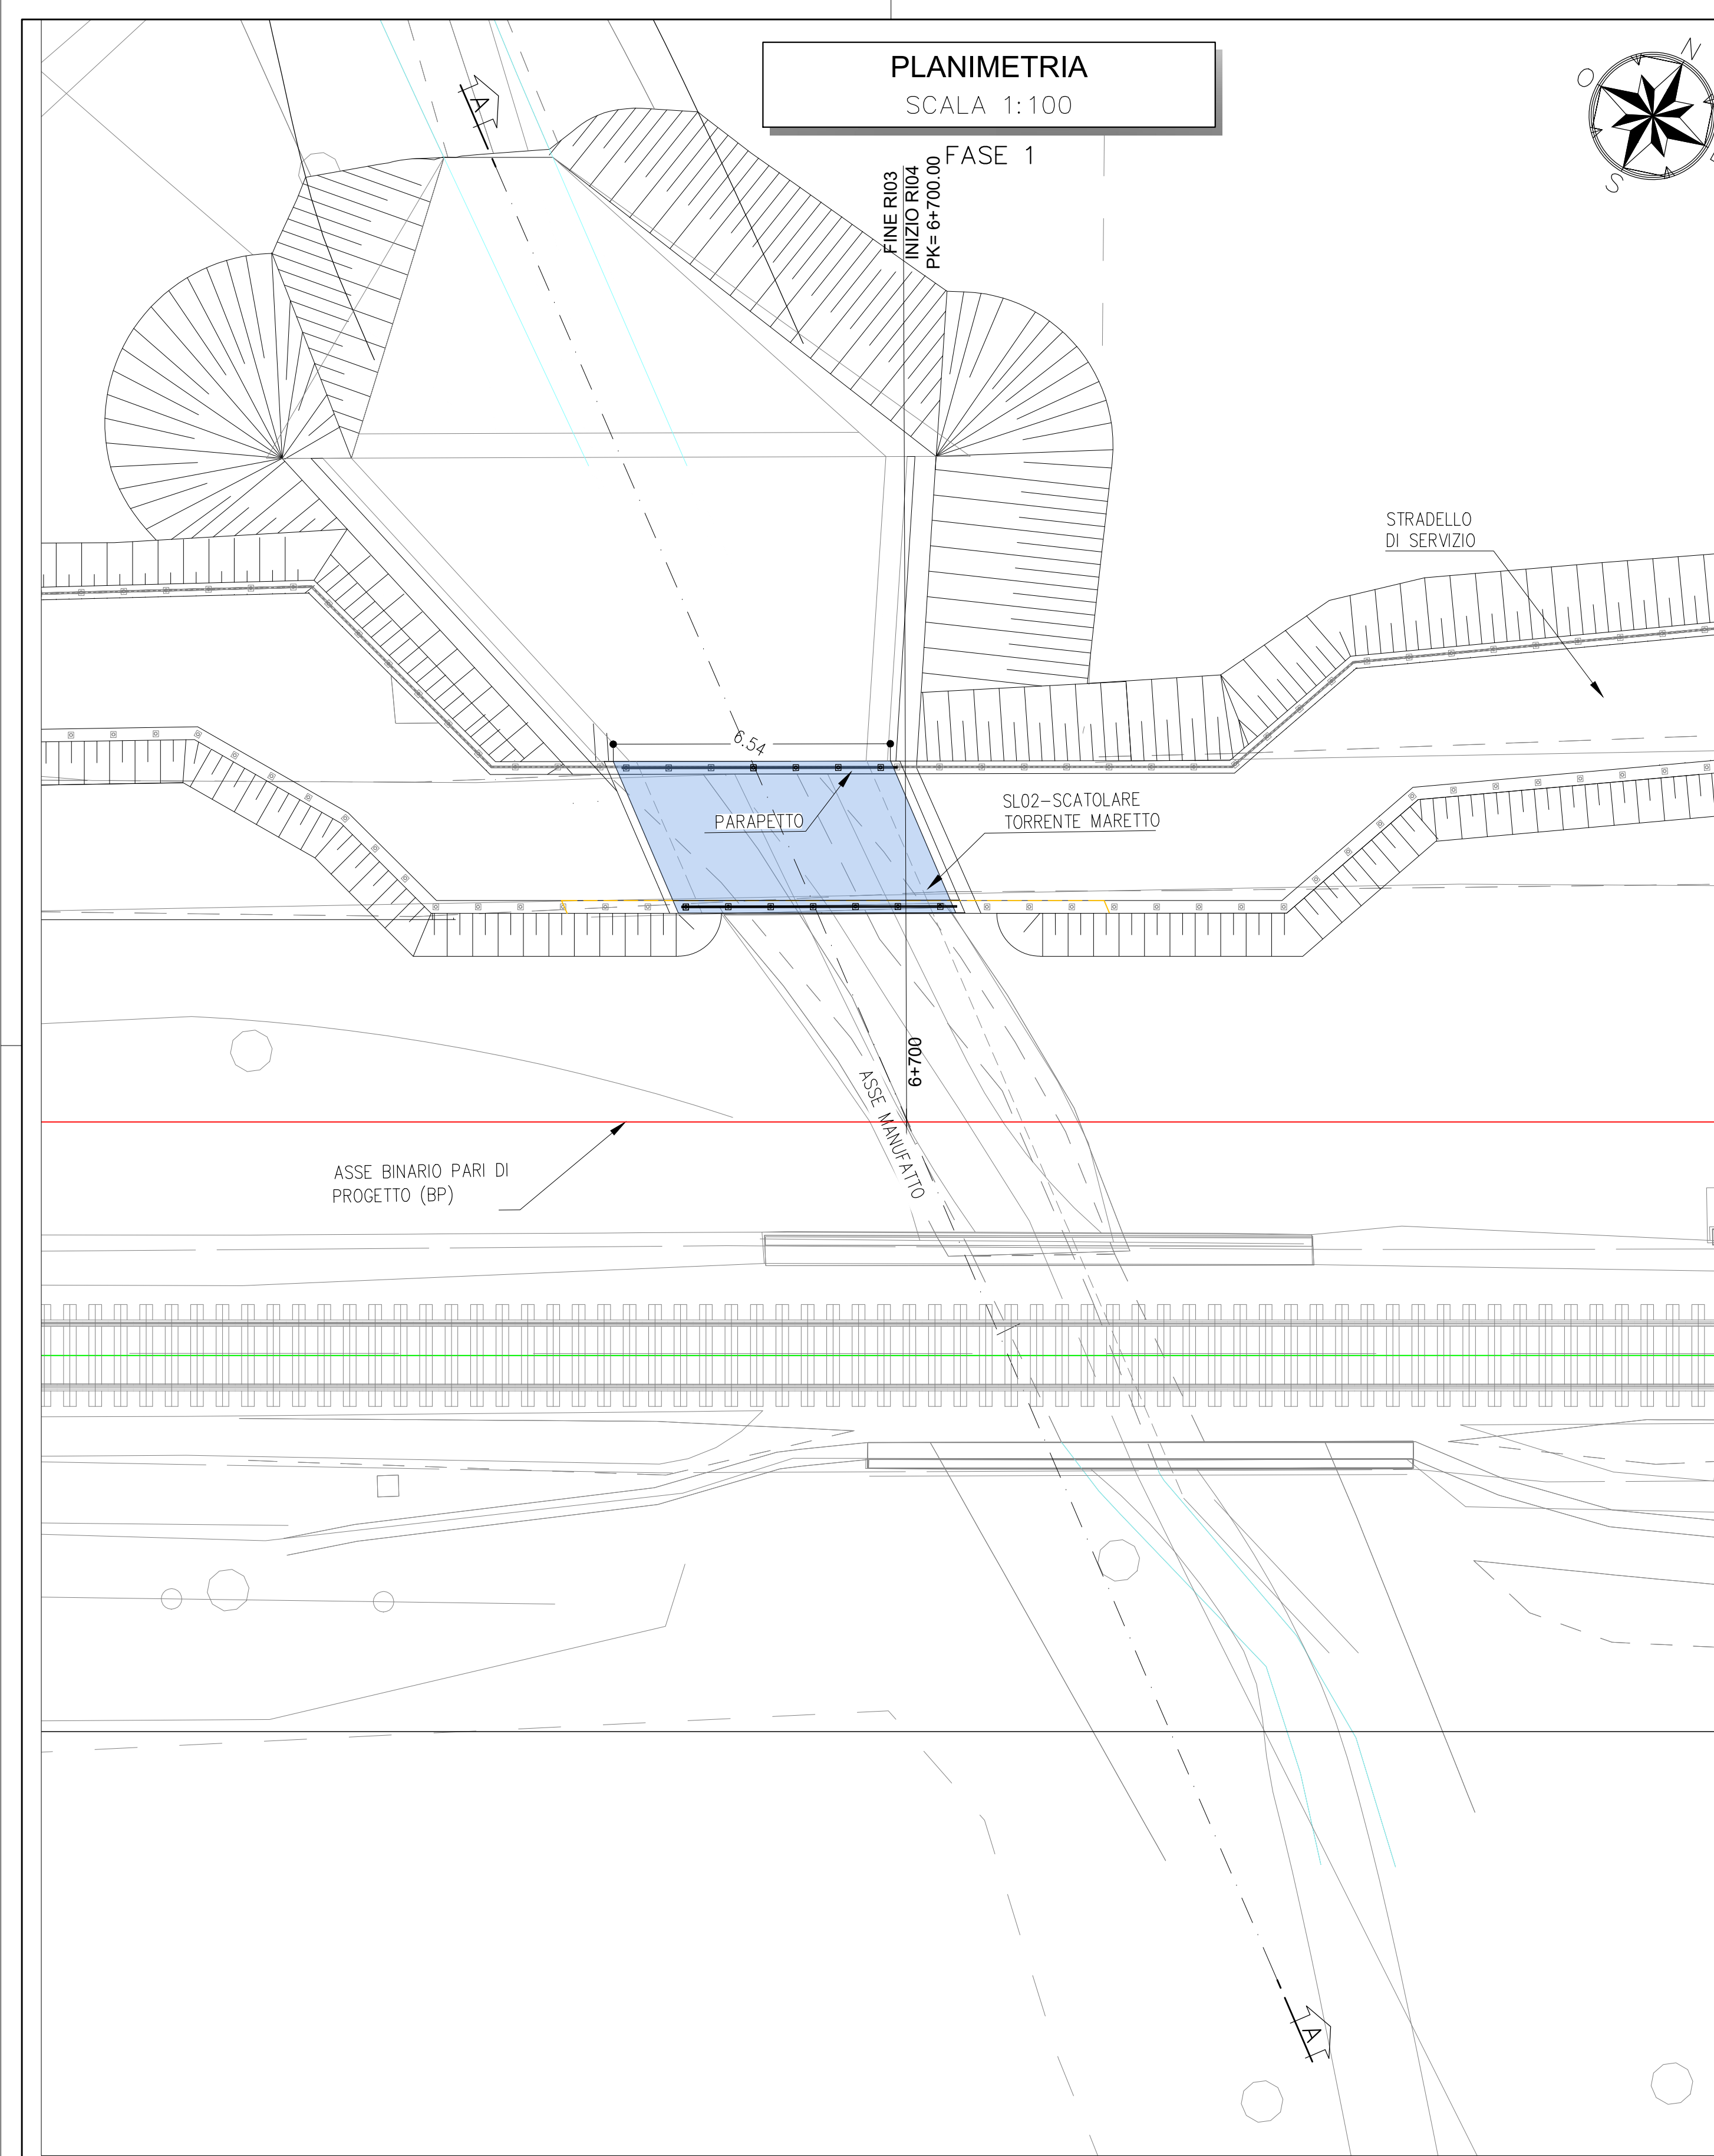 PLANIMETRIA
SCALA 1:100
FASE 1
N
O
S
A
FINE RI03
INIZIO RI04
PK= 6+700.00
STRADELLO
DI SERVIZIO
6.54
PARAPETTO
SL02-SCATOLARE
TORRENTE MARETTO
6+700
ASSE MANUFATTO
ASSE BINARIO PARI DI
PROGETTO (BP)
A